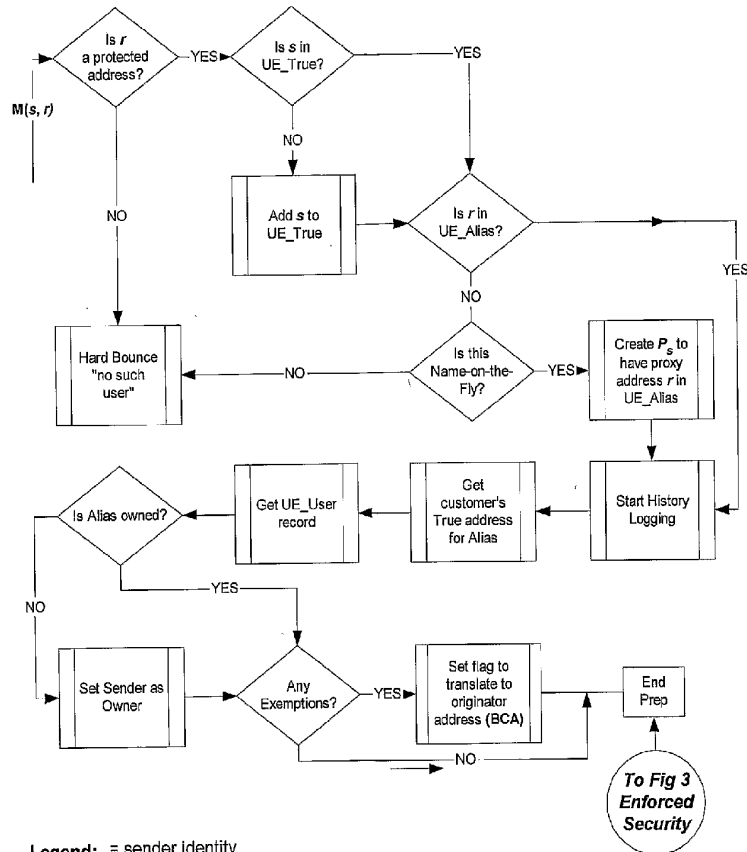 Is r
a protected
address?
YES
Is s in
UE_True?
YES
M(s, r)
NO
NO
Add s to
UE_True
Is r in
UE_Alias?
YES
NO
Hard Bounce
"no such
user"
NO
Is this
Name-on-the-
Fly?
YES
Create Ps to
have proxy
address r in
UE_Alias
Is Alias owned?
Get UE_User
record
Get
customer's
True address
for Alias
Start History
Logging
NO
YES
Set Sender as
Owner
Any
Exemptions?
YES
Set flag to
translate to
originator
address (BCA)
End
Prep
NO
To Fig 3
Enforced
Security
Legend: = sender identity